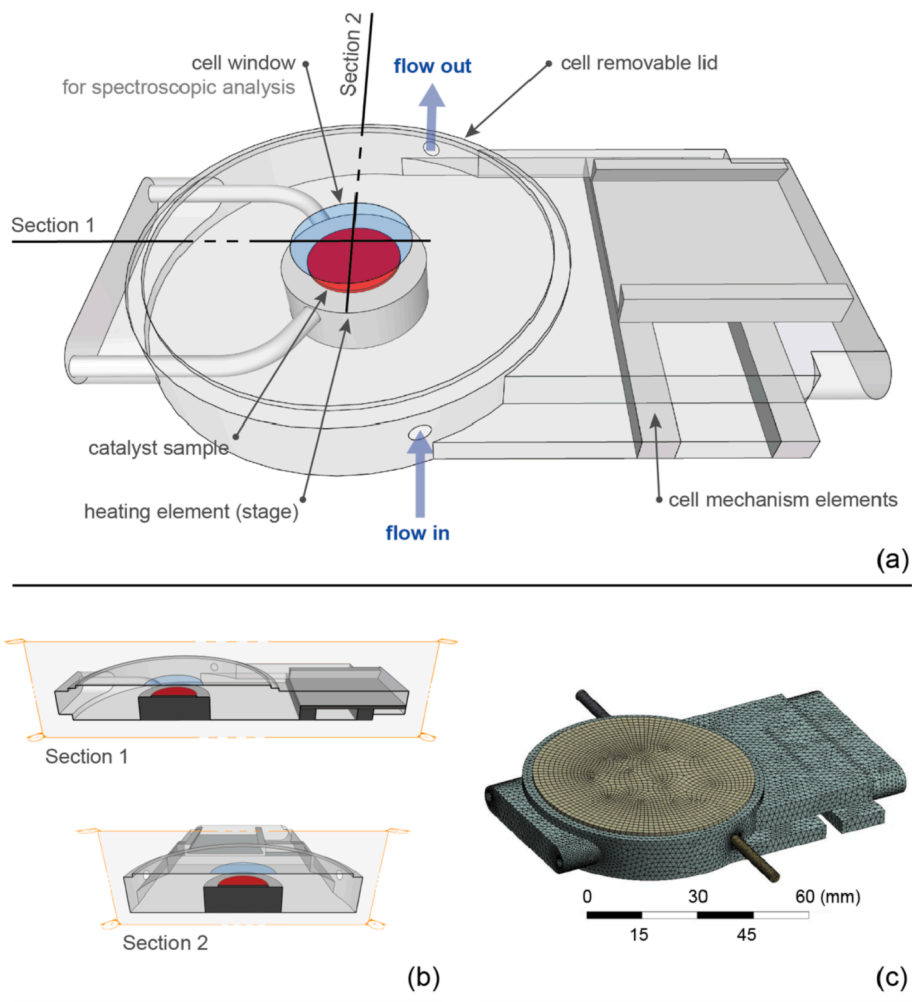 Section 2
cell window
for spectroscopic analysis
flow out
cell removable lid
Section 1
catalyst sample
heating element (stage)
flow in
cell mechanism elements
(a)
Section 1
Section 2
(b)
0 30 60 (mm)
15 45
(c)